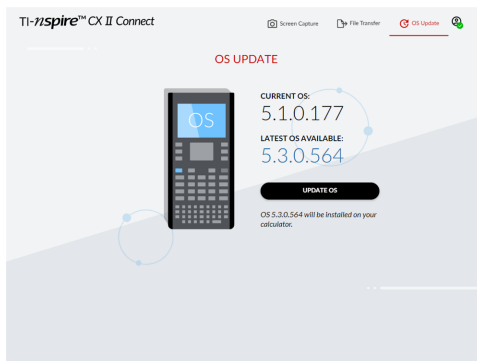 TI-nspire™ CX II Connect
Screen Capture
File Transfer
OS Update
OS UPDATE
OS
CURRENT OS:
5.1.0.177
LATEST OS AVAILABLE:
5.3.0.564
UPDATE OS
OS 5.3.0.564 will be installed on your
calculator.